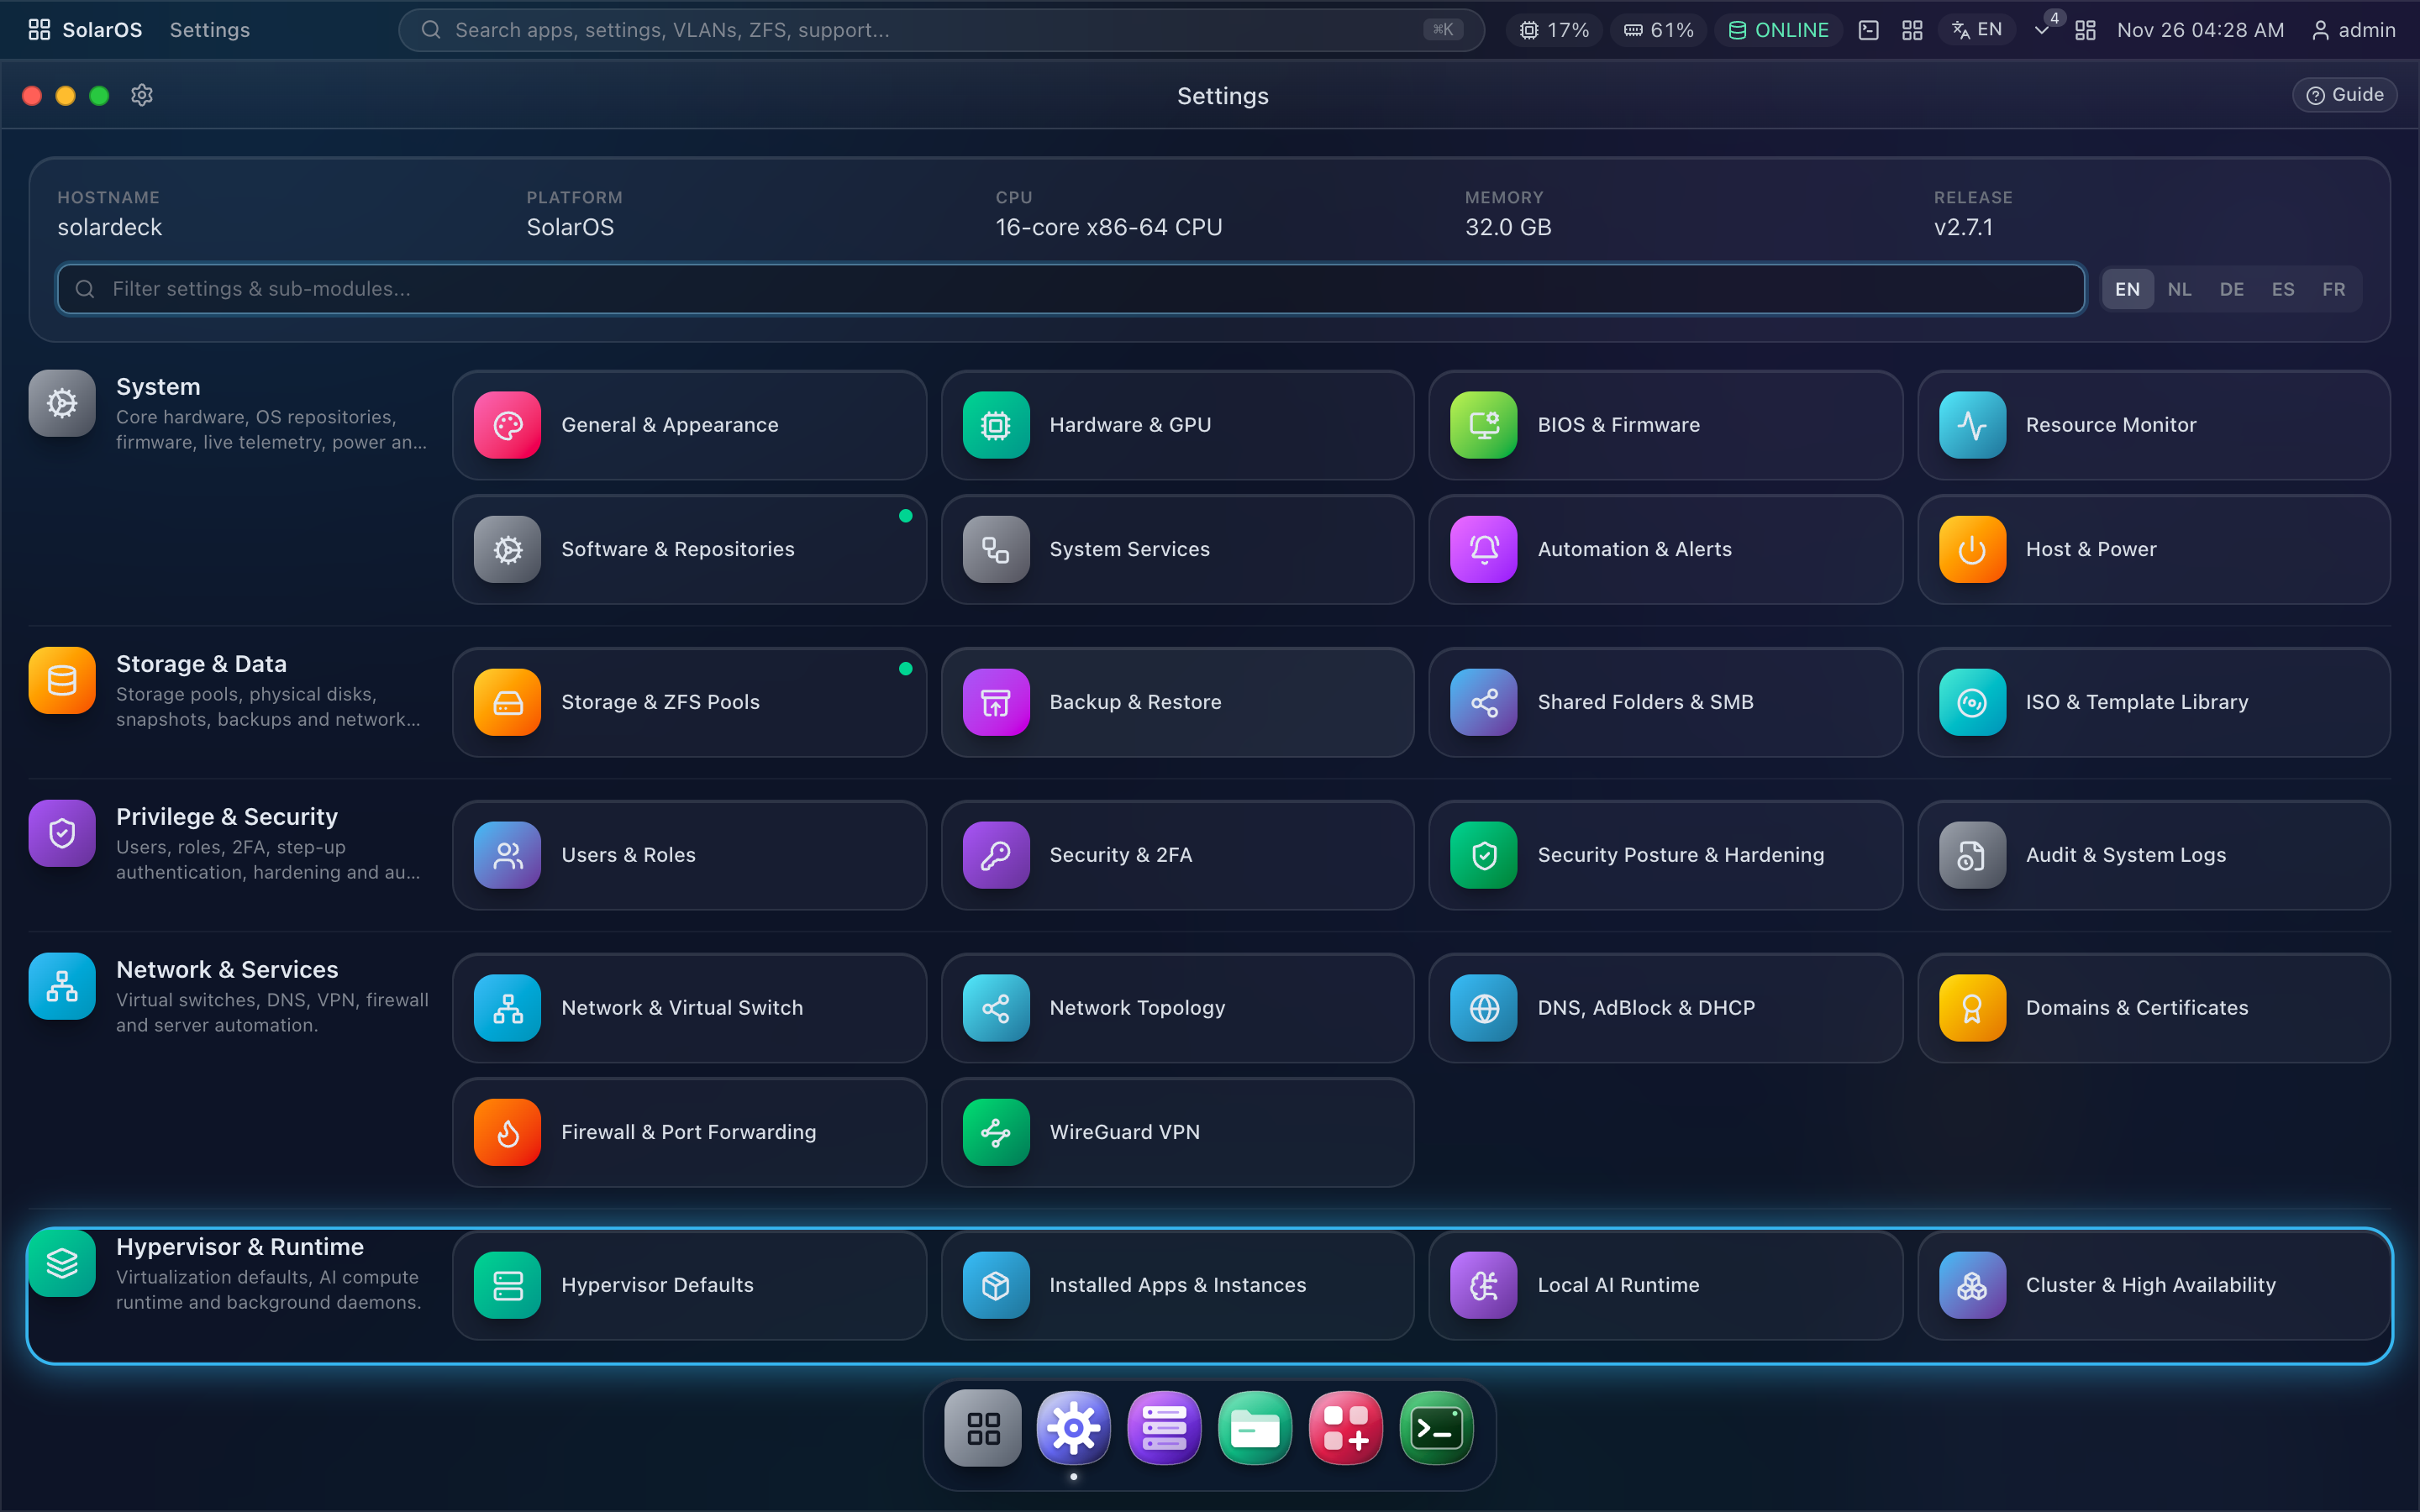 SolarOS Settings Search apps, settings, VLANs, ZFS, support... ⌘K 17% 61% ONLINE EN 4 Nov 26 04:28 AM admin
Settings Guide
HOSTNAME PLATFORM CPU MEMORY RELEASE
solardeck SolarOS 16-core x86-64 CPU 32.0 GB v2.7.1
Filter settings & sub-modules... EN NL DE ES FR
System
Core hardware, OS repositories,
firmware, live telemetry, power an...
General & Appearance Hardware & GPU BIOS & Firmware Resource Monitor
Software & Repositories System Services Automation & Alerts Host & Power
Storage & Data
Storage pools, physical disks,
snapshots, backups and network...
Storage & ZFS Pools Backup & Restore Shared Folders & SMB ISO & Template Library
Privilege & Security
Users, roles, 2FA, step-up
authentication, hardening and au...
Users & Roles Security & 2FA Security Posture & Hardening Audit & System Logs
Network & Services
Virtual switches, DNS, VPN, firewall
and server automation.
Network & Virtual Switch Network Topology DNS, AdBlock & DHCP Domains & Certificates
Firewall & Port Forwarding WireGuard VPN
Hypervisor & Runtime
Virtualization defaults, AI compute
runtime and background daemons.
Hypervisor Defaults Installed Apps & Instances Local AI Runtime Cluster & High Availability